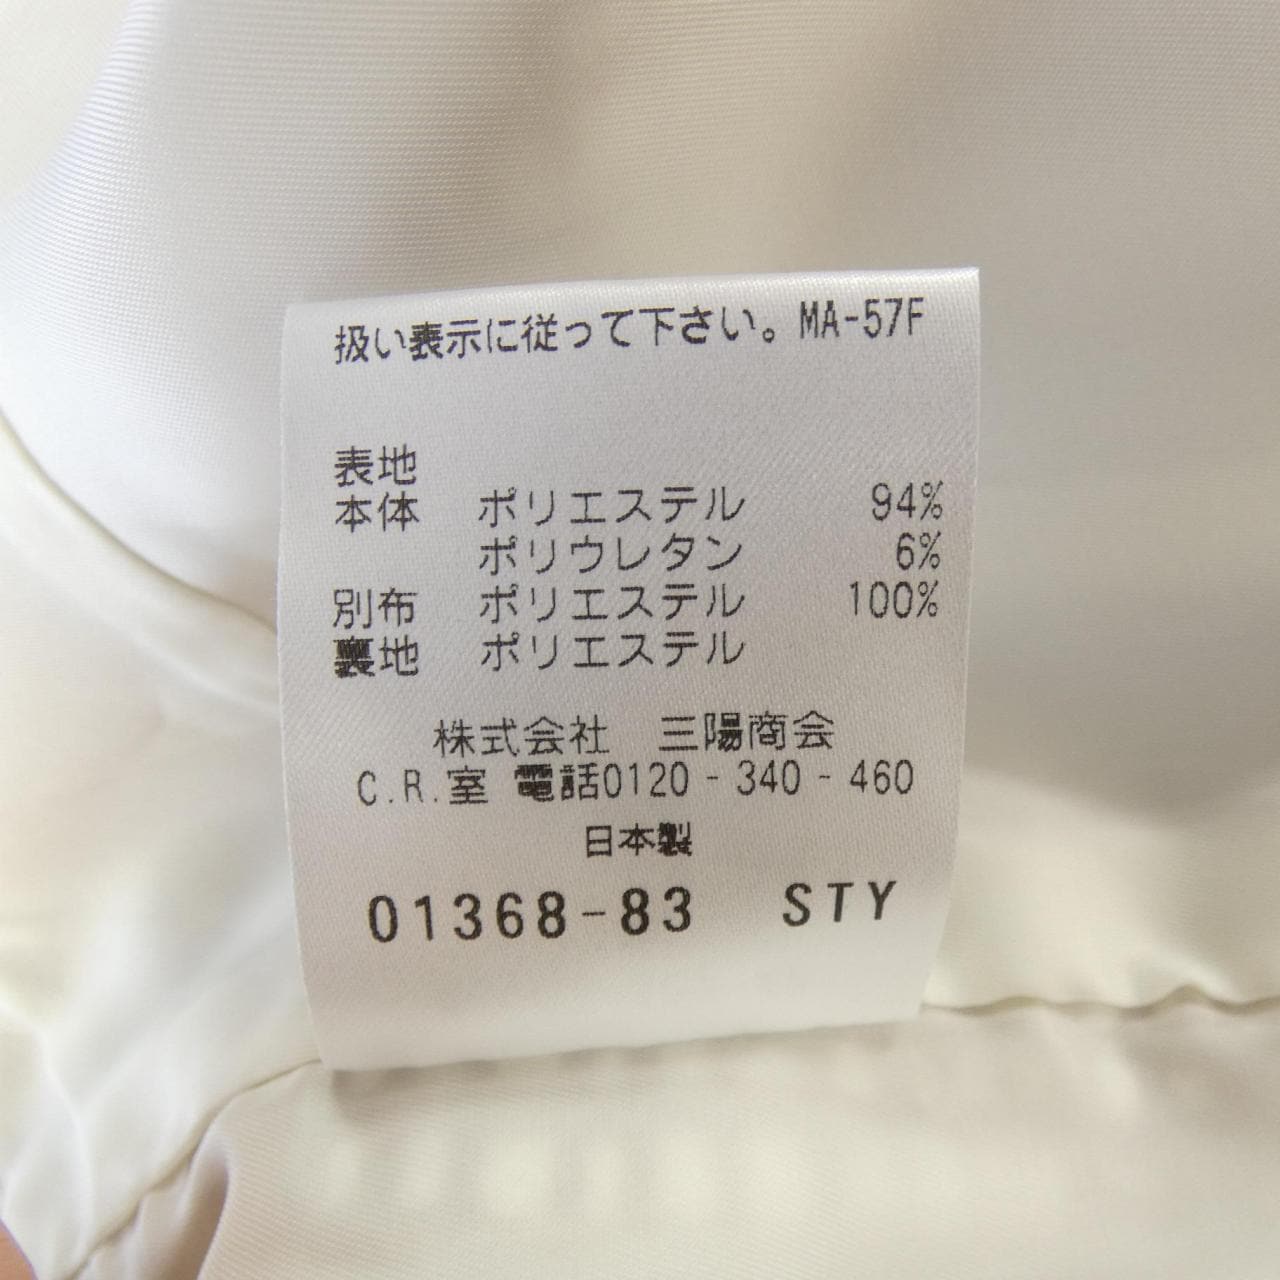 扱い表示に従って下さい。MA-57F
表地
本体 ポリエステル 94%
ポリウレタン 6%
別布 ポリエステル 100%
裏地 ポリエステル
株式会社 三陽商会
C.R.室 電話0120-340-460
日本製
01368-83 STY